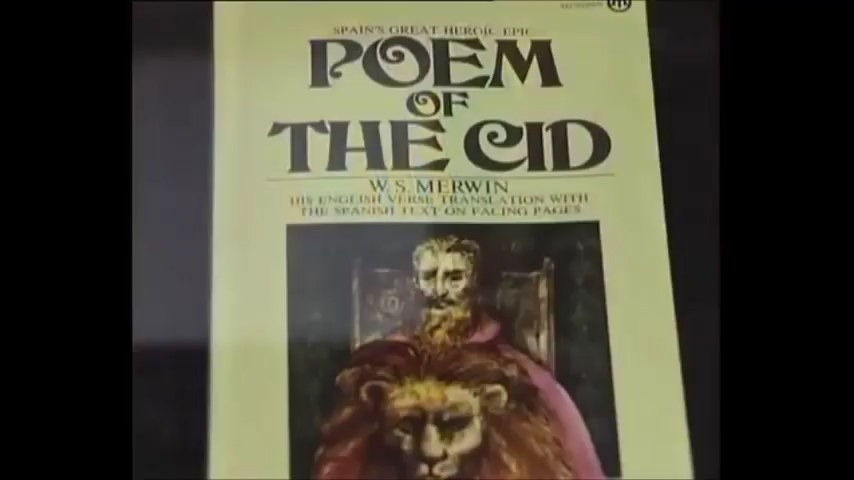 SPAIN'S GREAT HEROIC EPIC
POEM
OF
THE CID
W. S. MERWIN
HIS ENGLISH VERSE TRANSLATION WITH
THE SPANISH TEXT ON FACING PAGES